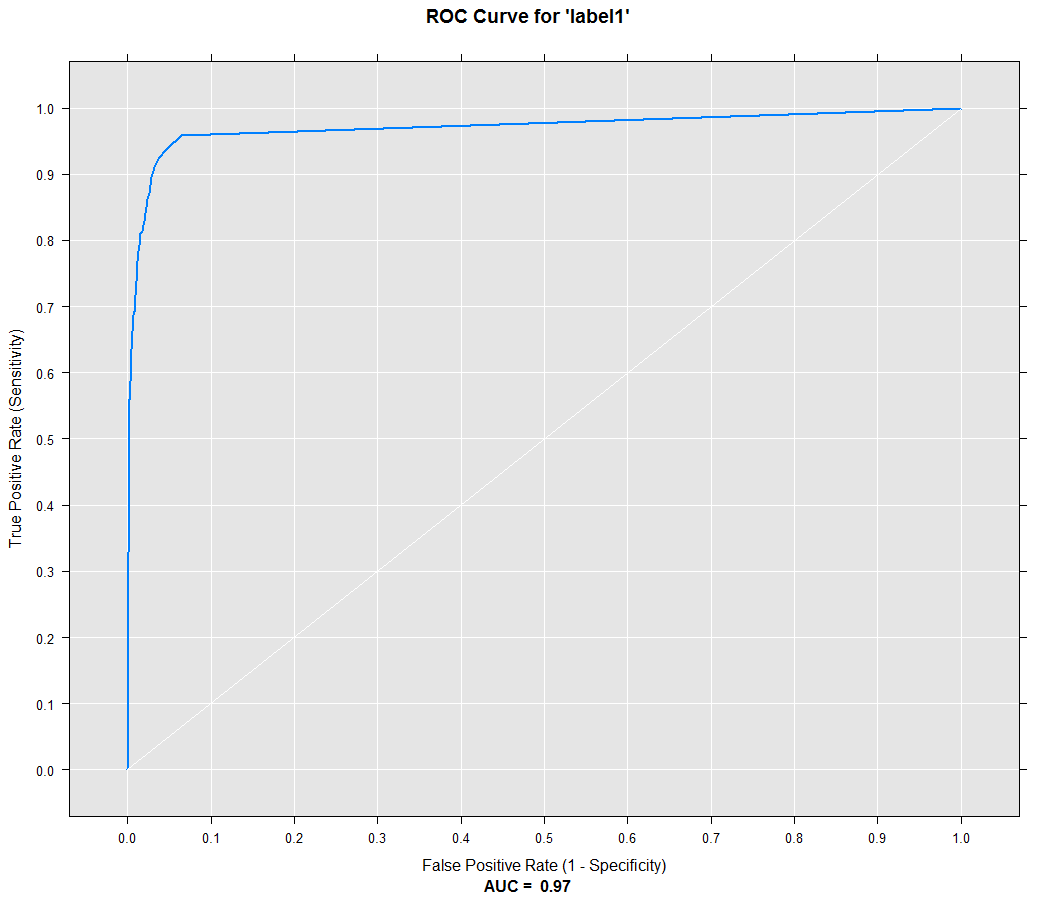 ROC Curve for 'label1'
1.0
0.9
0.8
0.7
0.6
0.5
0.4
0.3
0.2
0.1
0.0
True Positive Rate (Sensitivity)
0.0 0.1 0.2 0.3 0.4 0.5 0.6 0.7 0.8 0.9 1.0
False Positive Rate (1 - Specificity)
AUC = 0.97